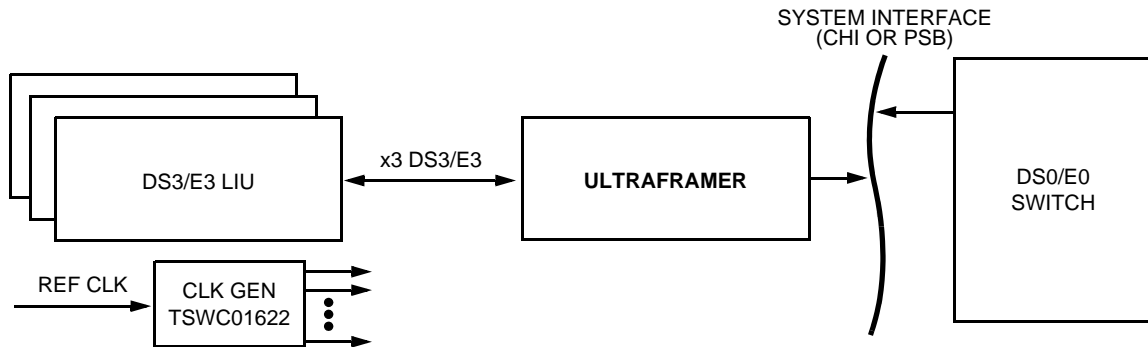 SYSTEM INTERFACE
(CHI OR PSB)
DS3/E3 LIU
x3 DS3/E3
ULTRAFRAMER
DS0/E0
SWITCH
REF CLK
CLK GEN
TSWC01622